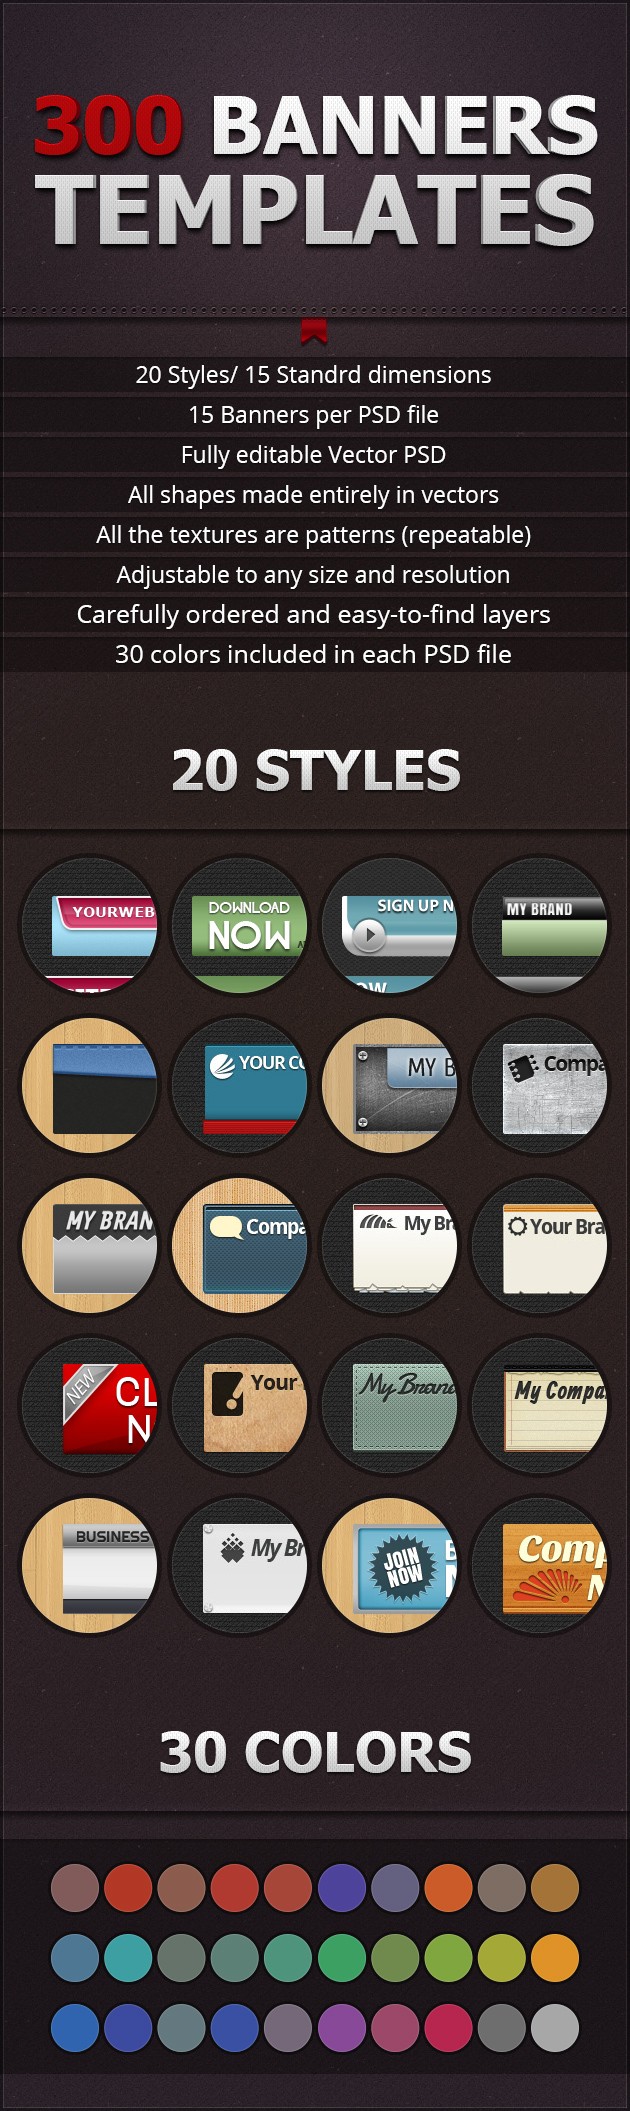 300 BANNERS
TEMPLATES
20 Styles/ 15 Standrd dimensions
15 Banners per PSD file
Fully editable Vector PSD
All shapes made entirely in vectors
All the textures are patterns (repeatable)
Adjustable to any size and resolution
Carefully ordered and easy-to-find layers
30 colors included in each PSD file
20 STYLES
YOURWEB
DOWNLOAD
NOW
SIGN UP N
OW
MY BRAND
YOUR CO
MY B
Compa
MY BRAN
Compa
My Br
Your Bra
NEW
CL
N
Your
My Brand
My Compa
BUSINESS
My Br
JOIN
NOW
Comp
N
30 COLORS